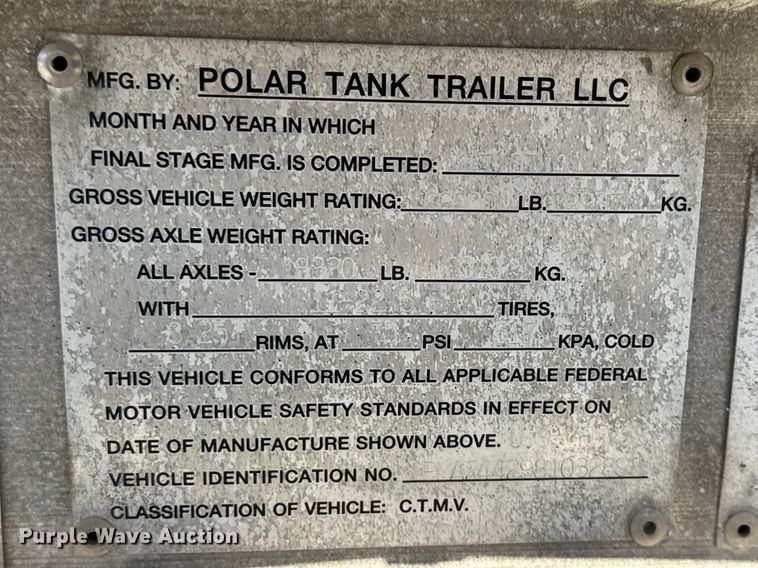 MFG. BY: POLAR TANK TRAILER LLC
MONTH AND YEAR IN WHICH
FINAL STAGE MFG. IS COMPLETED:
GROSS VEHICLE WEIGHT RATING: LB. KG.
GROSS AXLE WEIGHT RATING:
ALL AXLES - LB. KG.
WITH TIRES,
RIMS, AT PSI KPA, COLD
THIS VEHICLE CONFORMS TO ALL APPLICABLE FEDERAL
MOTOR VEHICLE SAFETY STANDARDS IN EFFECT ON
DATE OF MANUFACTURE SHOWN ABOVE.
VEHICLE IDENTIFICATION NO.
CLASSIFICATION OF VEHICLE: C.T.M.V.
Purple Wave Auction